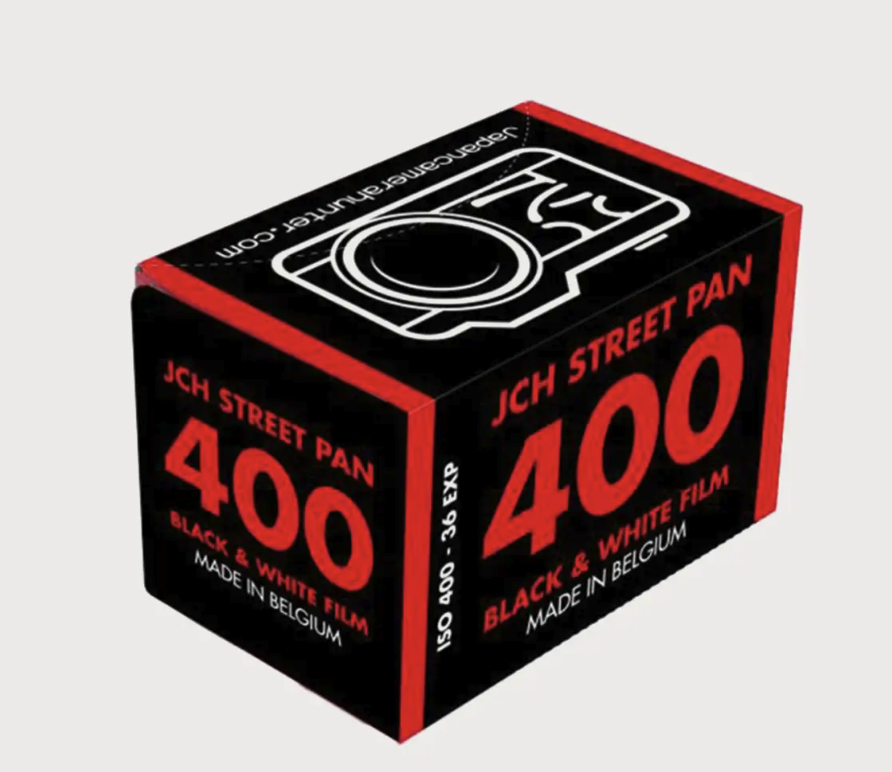 Japancamerahunter.com
JCH STREET PAN
400
BLACK & WHITE FILM
MADE IN BELGIUM
ISO 400 - 36 EXP
JCH STREET PAN
400
BLACK & WHITE FILM
MADE IN BELGIUM